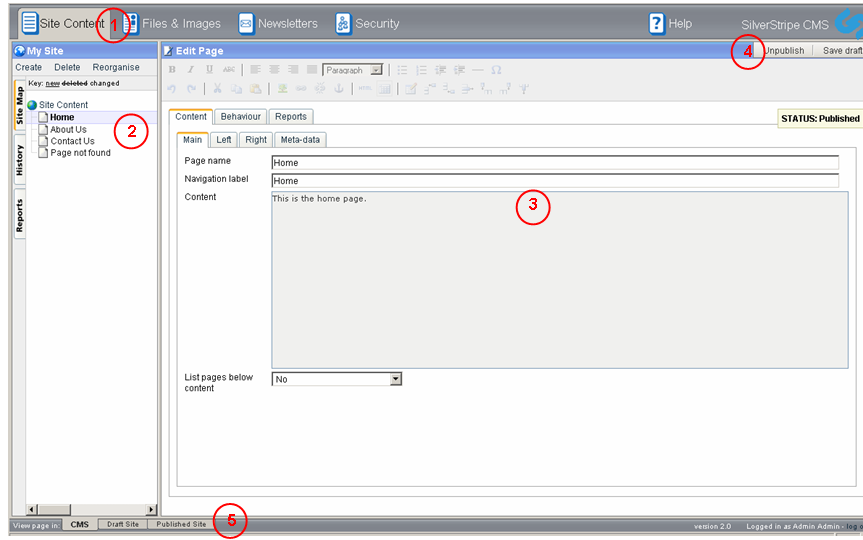 Site Content 1 Files & Images Newsletters Security Help SilverStripe CMS
My Site
Edit Page 4 Unpublish Save draft
Create Delete Reorganise
B I U ABC Paragraph
Key: new deleted changed
Site Map
History
Reports
Site Content
Home
About Us
Contact Us
Page not found
2
Content Behaviour Reports
STATUS: Published
Main Left Right Meta-data
Page name Home
Navigation label Home
Content This is the home page.
3
List pages below
content
No
View page in: CMS Draft Site Published Site 5 version 2.0 Logged in as Admin Admin - log o